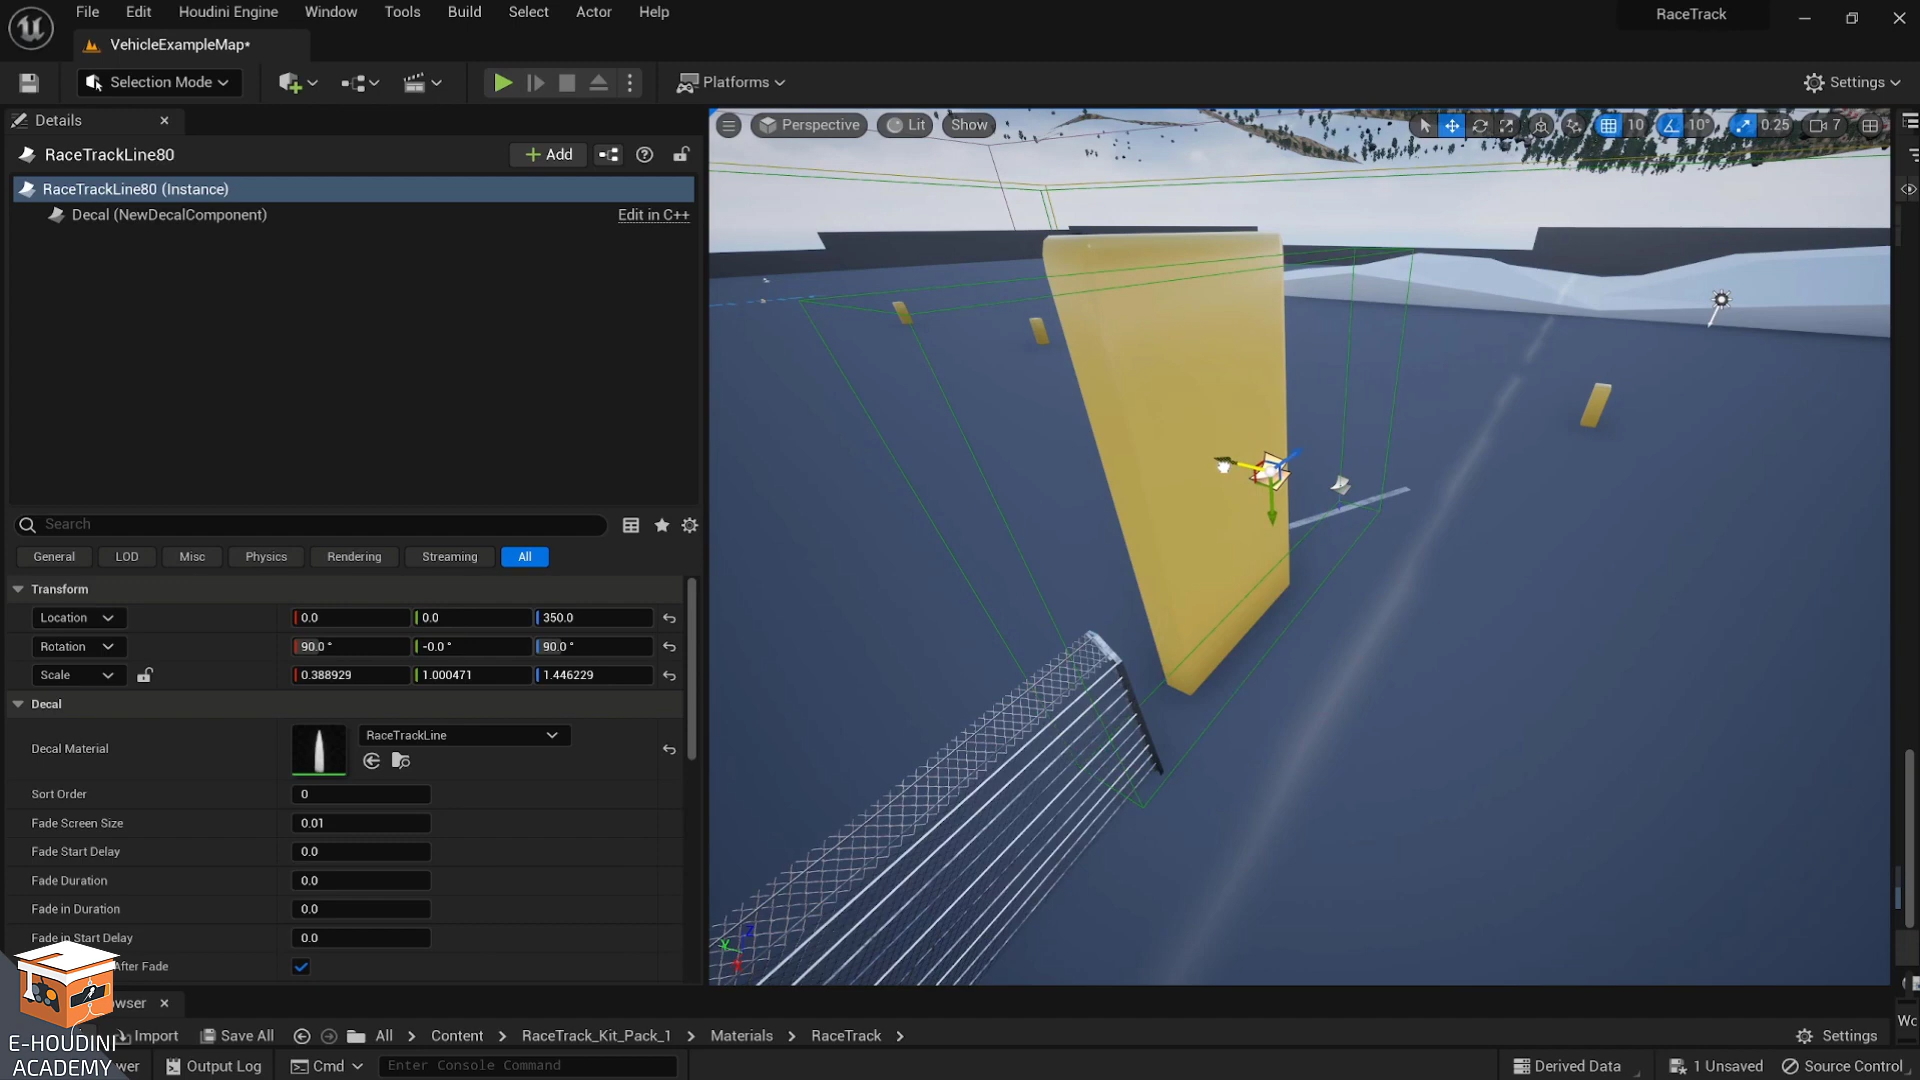 File Edit Houdini Engine Window Tools Build Select Actor Help
RaceTrack
VehicleExampleMap*
Selection Mode
Platforms
Settings
Details
Perspective
Lit
Show
10
10°
0.25
7
RaceTrackLine80
Add
RaceTrackLine80 (Instance)
Decal (NewDecalComponent)
Edit in C++
Search
General LOD Misc Physics Rendering Streaming All
Transform
Location 0.0 0.0 350.0
Rotation 90.0 ° -0.0 ° 90.0 °
Scale 0.388929 1.000471 1.446229
Decal
Decal Material
RaceTrackLine
Sort Order 0
Fade Screen Size 0.01
Fade Start Delay 0.0
Fade Duration 0.0
Fade in Duration 0.0
Fade in Start Delay 0.0
After Fade
X Y Z
owser
Import Save All All Content RaceTrack_Kit_Pack_1 Materials RaceTrack Settings
Wc
E-HOUDINI
ACADEMY
wer
Output Log Cmd Enter Console Command Derived Data 1 Unsaved Source Control